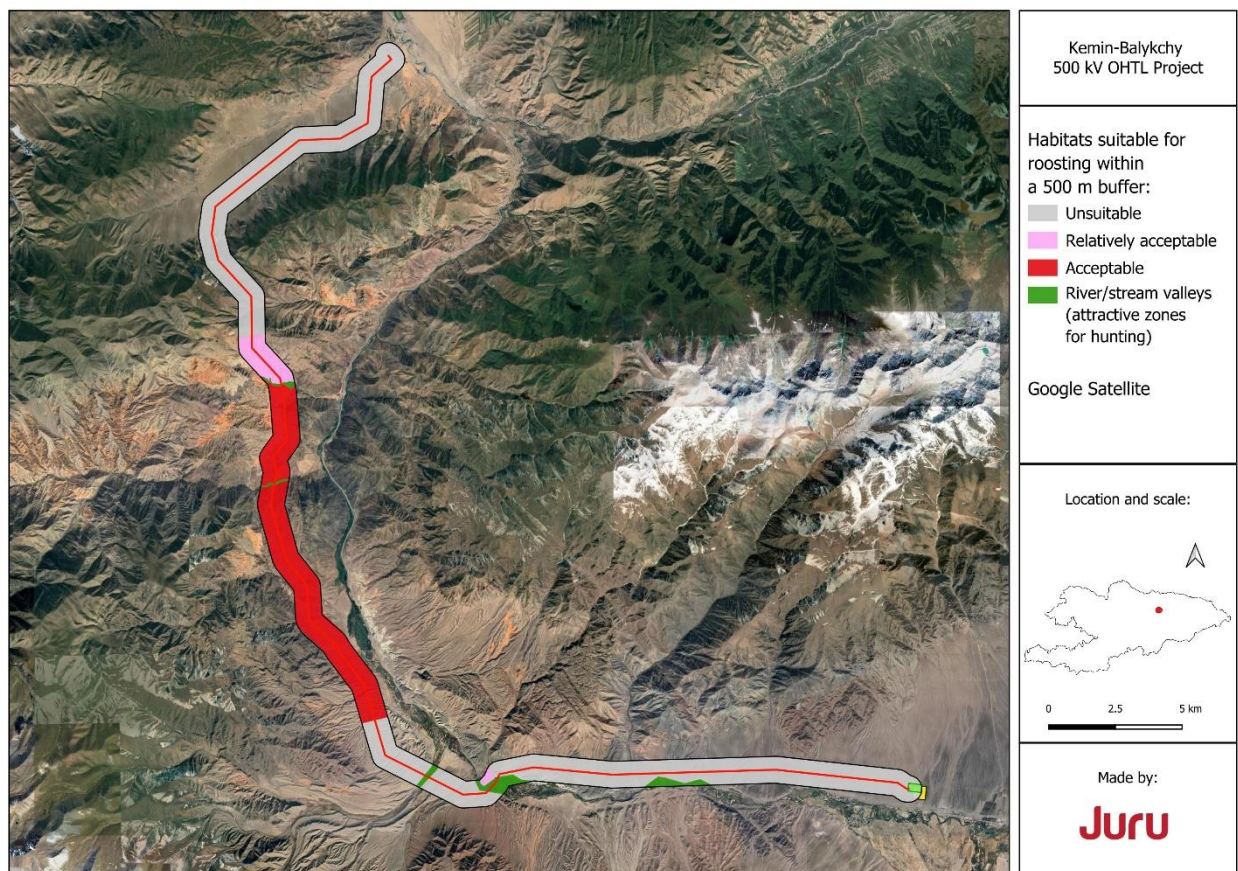 Kemin-Balykchy
500 kV OHTL Project
Habitats suitable for
roosting within
a 500 m buffer:
Unsuitable
Relatively acceptable
Acceptable
River/stream valleys
(attractive zones
for hunting)
Google Satellite
Location and scale:
0 2.5 5 km
Made by:
Juru